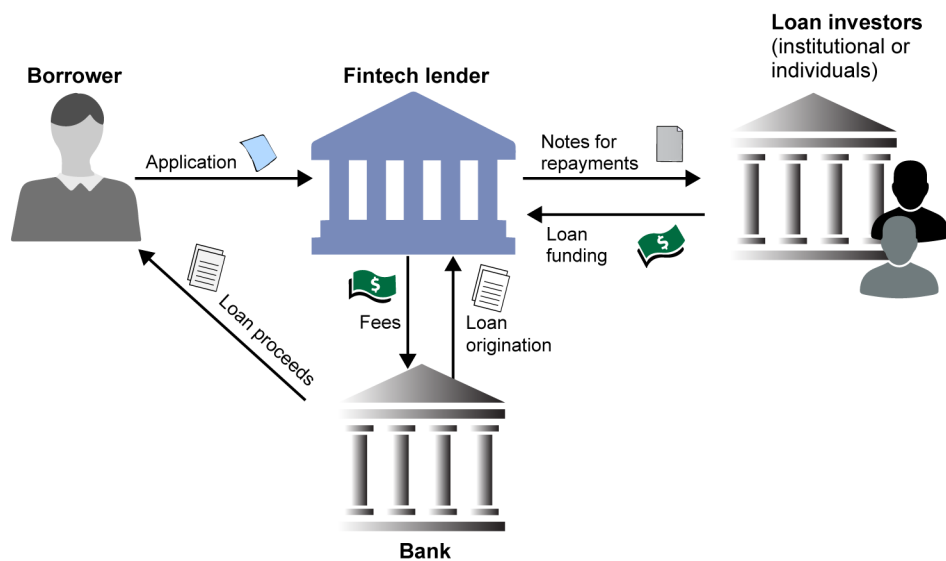 Loan investors
(institutional or
individuals)
Borrower
Fintech lender
Application
Notes for
repayments
Loan
funding
Loan proceeds
Fees
Loan
origination
Bank
$
$